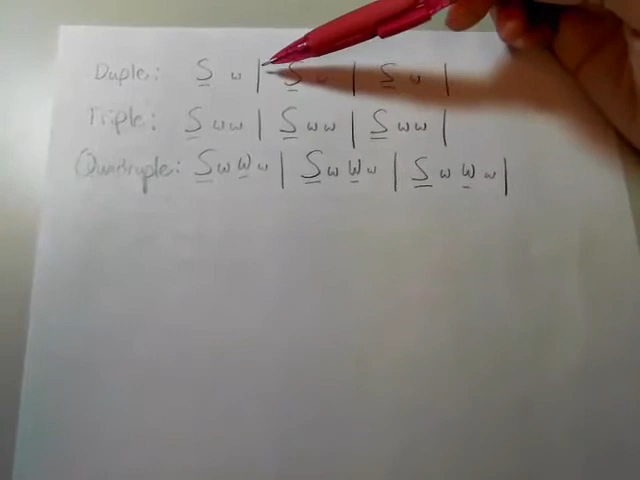 Duple: S w | S w | S w |
Triple: S w w | S w w | S w w |
Quadruple: S w w w | S w w w | S w w w |